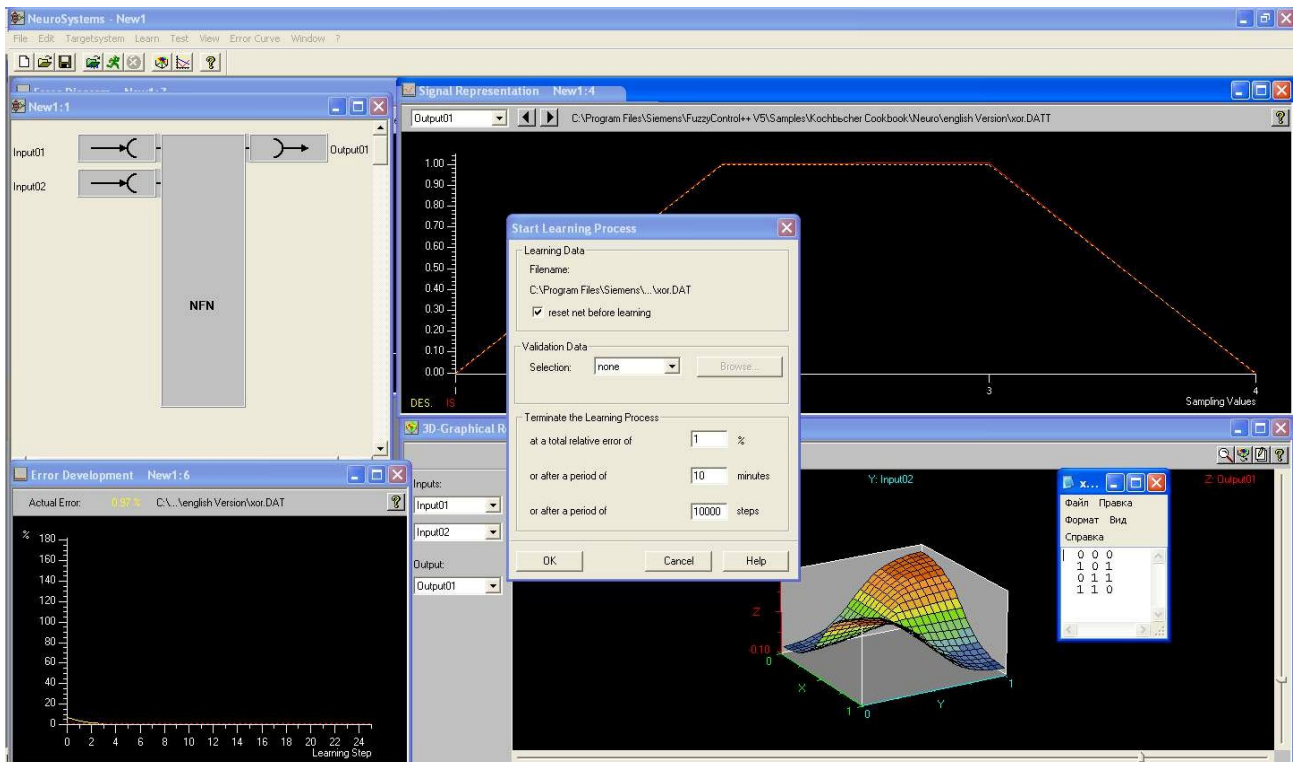 NeuroSystems - New1
File Edit Targetsystem Learn Test View Error Curve Window ?
New1:1
Input01
Input02
Output01
NFN
Signal Representation New1:4
Output01
C:\Program Files\Siemens\FuzzyControl++ V5\Samples\Kochbьcher Cookbook\Neuro\english Version\xor.DATT
1.00
0.90
0.80
0.70
0.60
0.50
0.40
0.30
0.20
0.10
0.00
1
3
4
DES. IS
Sampling Values
Start Learning Process
Learning Data
Filename:
C:\Program Files\Siemens\...\xor.DAT
reset net before learning
Validation Data
Selection: none Browse...
Terminate the Learning Process
at a total relative error of 1 %
or after a period of 10 minutes
or after a period of 10000 steps
OK Cancel Help
Error Development New1:6
Actual Error: 0.97 % C:\...\english Version\xor.DAT
%
180
160
140
120
100
80
60
40
20
0
0 2 4 6 8 10 12 14 16 18 20 22 24
Learning Step
3D-Graphical
Inputs:
Input01
Input02
Output:
Output01
Y: Input02
Z: Output01
Z
0.10
0
X
1
0
Y
1
x...
Файл Правка
Формат Вид
Справка
0 0 0
1 0 1
0 1 1
1 1 0